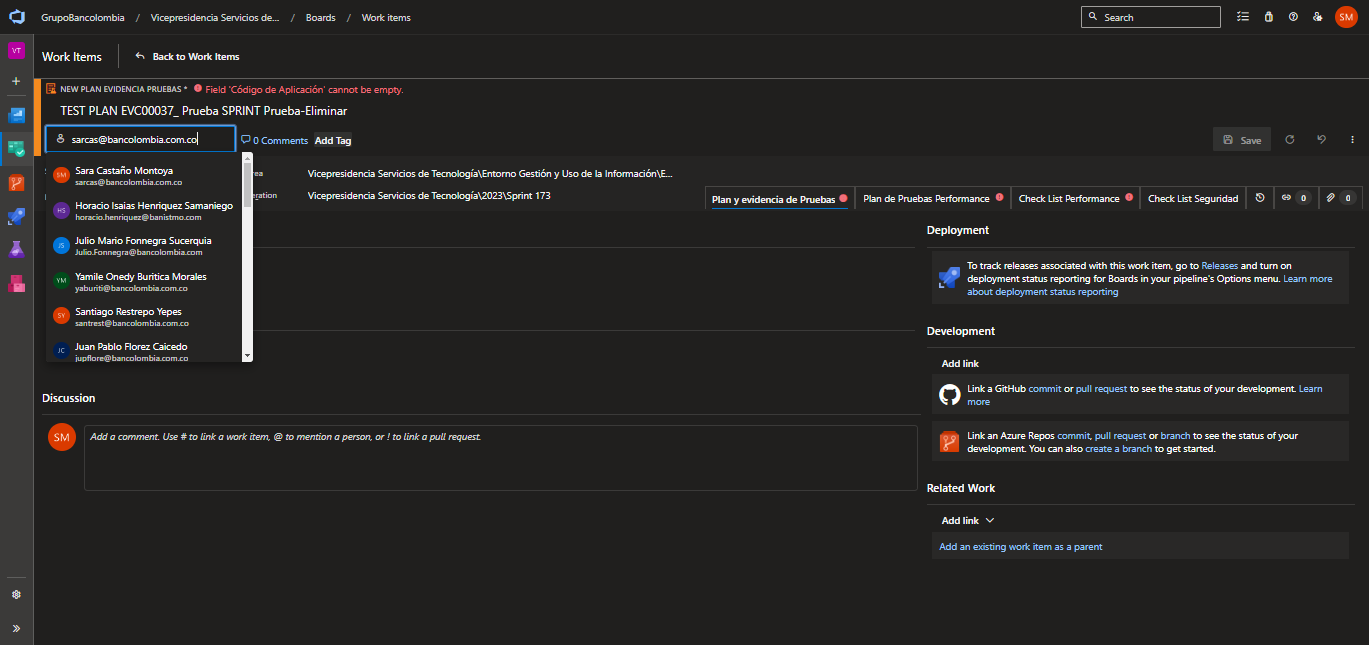 GrupoBancolombia / Vicepresidencia Servicios de... / Boards / Work items
Search
SM
VT
Work Items
Back to Work Items
NEW PLAN EVIDENCIA PRUEBAS * Field 'Código de Aplicación' cannot be empty.
TEST PLAN EVC00037_ Prueba SPRINT Prueba-Eliminar
sarcas@bancolombia.com.co
0 Comments
Add Tag
Save
SM
Sara Castaño Montoya
sarcas@bancolombia.com.co
HS
Horacio Isaias Henriquez Samaniego
horacio.henriquez@banistmo.com
JS
Julio Mario Fonnegra Sucerquia
Julio.Fonnegra@bancolombia.com
YM
Yamile Onedy Buritica Morales
yaburiti@bancolombia.com.co
SY
Santiago Restrepo Yepes
santrest@bancolombia.com.co
JC
Juan Pablo Florez Caicedo
jupflore@bancolombia.com.co
rea
Vicepresidencia Servicios de Tecnología\Entorno Gestión y Uso de la Información\E...
eration
Vicepresidencia Servicios de Tecnología\2023\Sprint 173
Plan y evidencia de Pruebas
Plan de Pruebas Performance
Check List Performance
Check List Seguridad
0
0
Deployment
To track releases associated with this work item, go to Releases and turn on
deployment status reporting for Boards in your pipeline's Options menu. Learn more
about deployment status reporting
Development
Add link
Link a GitHub commit or pull request to see the status of your development. Learn
more
Link an Azure Repos commit, pull request or branch to see the status of your
development. You can also create a branch to get started.
Related Work
Add link
Add an existing work item as a parent
Discussion
SM
Add a comment. Use # to link a work item, @ to mention a person, or ! to link a pull request.